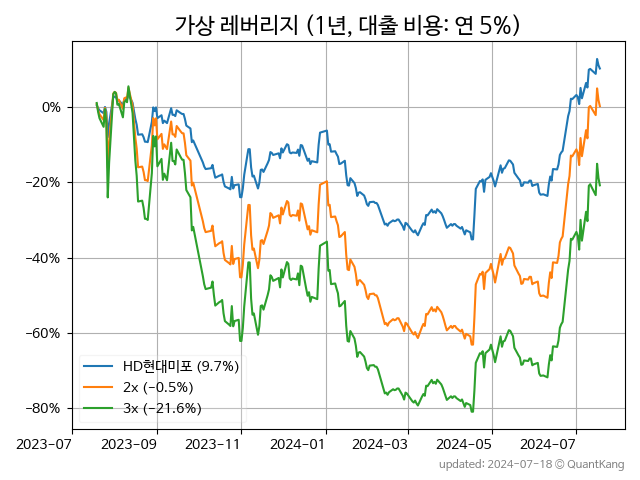 가상 레버리지 (1년, 대출 비용: 연 5%)
0%
−20%
−40%
−60%
−80%
HD현대미포 (9.7%)
2x (−0.5%)
3x (−21.6%)
2023-07 2023-09 2023-11 2024-01 2024-03 2024-05 2024-07
updated: 2024-07-18 © QuantKang